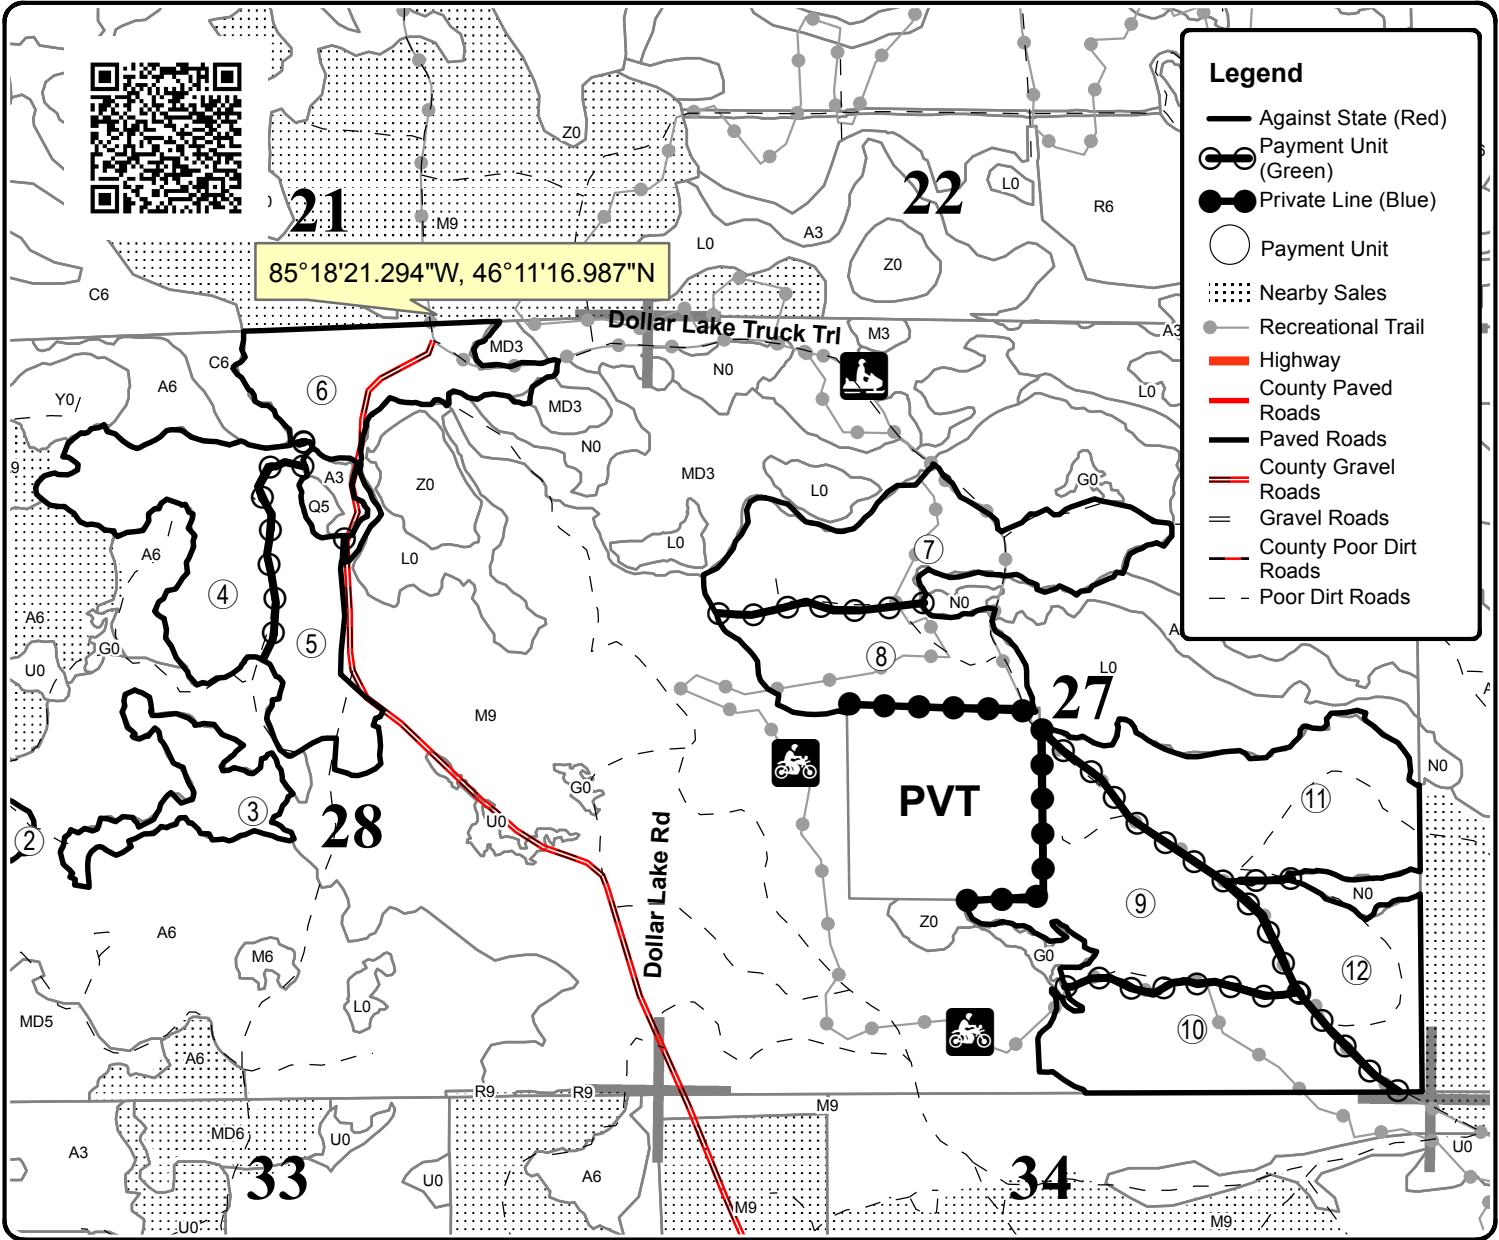 Legend
Against State (Red)
Payment Unit
(Green)
Private Line (Blue)
Payment Unit
Nearby Sales
Recreational Trail
Highway
County Paved
Roads
Paved Roads
County Gravel
Roads
Gravel Roads
County Poor Dirt
Roads
Poor Dirt Roads
Z0
21
22
L0
R6
M9
A3
L0
Z0
85°18'21.294"W, 46°11'16.987"N
C6
Dollar Lake Truck Trl
M3
A3
MD3
C6
N0
A6
6
L0
Y0/
MD3
N0
MD3
9
A3
Z0
L0
G0
Q5
L0
7
A6
L0
4
N0
A6
5
8
G0
U0
L0
27
M9
N0
G0
PVT
11
3
2
28
U0
Dollar Lake Rd
9
N0
Z0
A6
M6
G0
12
L0
MD5
10
A6
R9
R9
M9
MD6
U0
U0
A3
33
U0
A6
34
M9
M9
U0